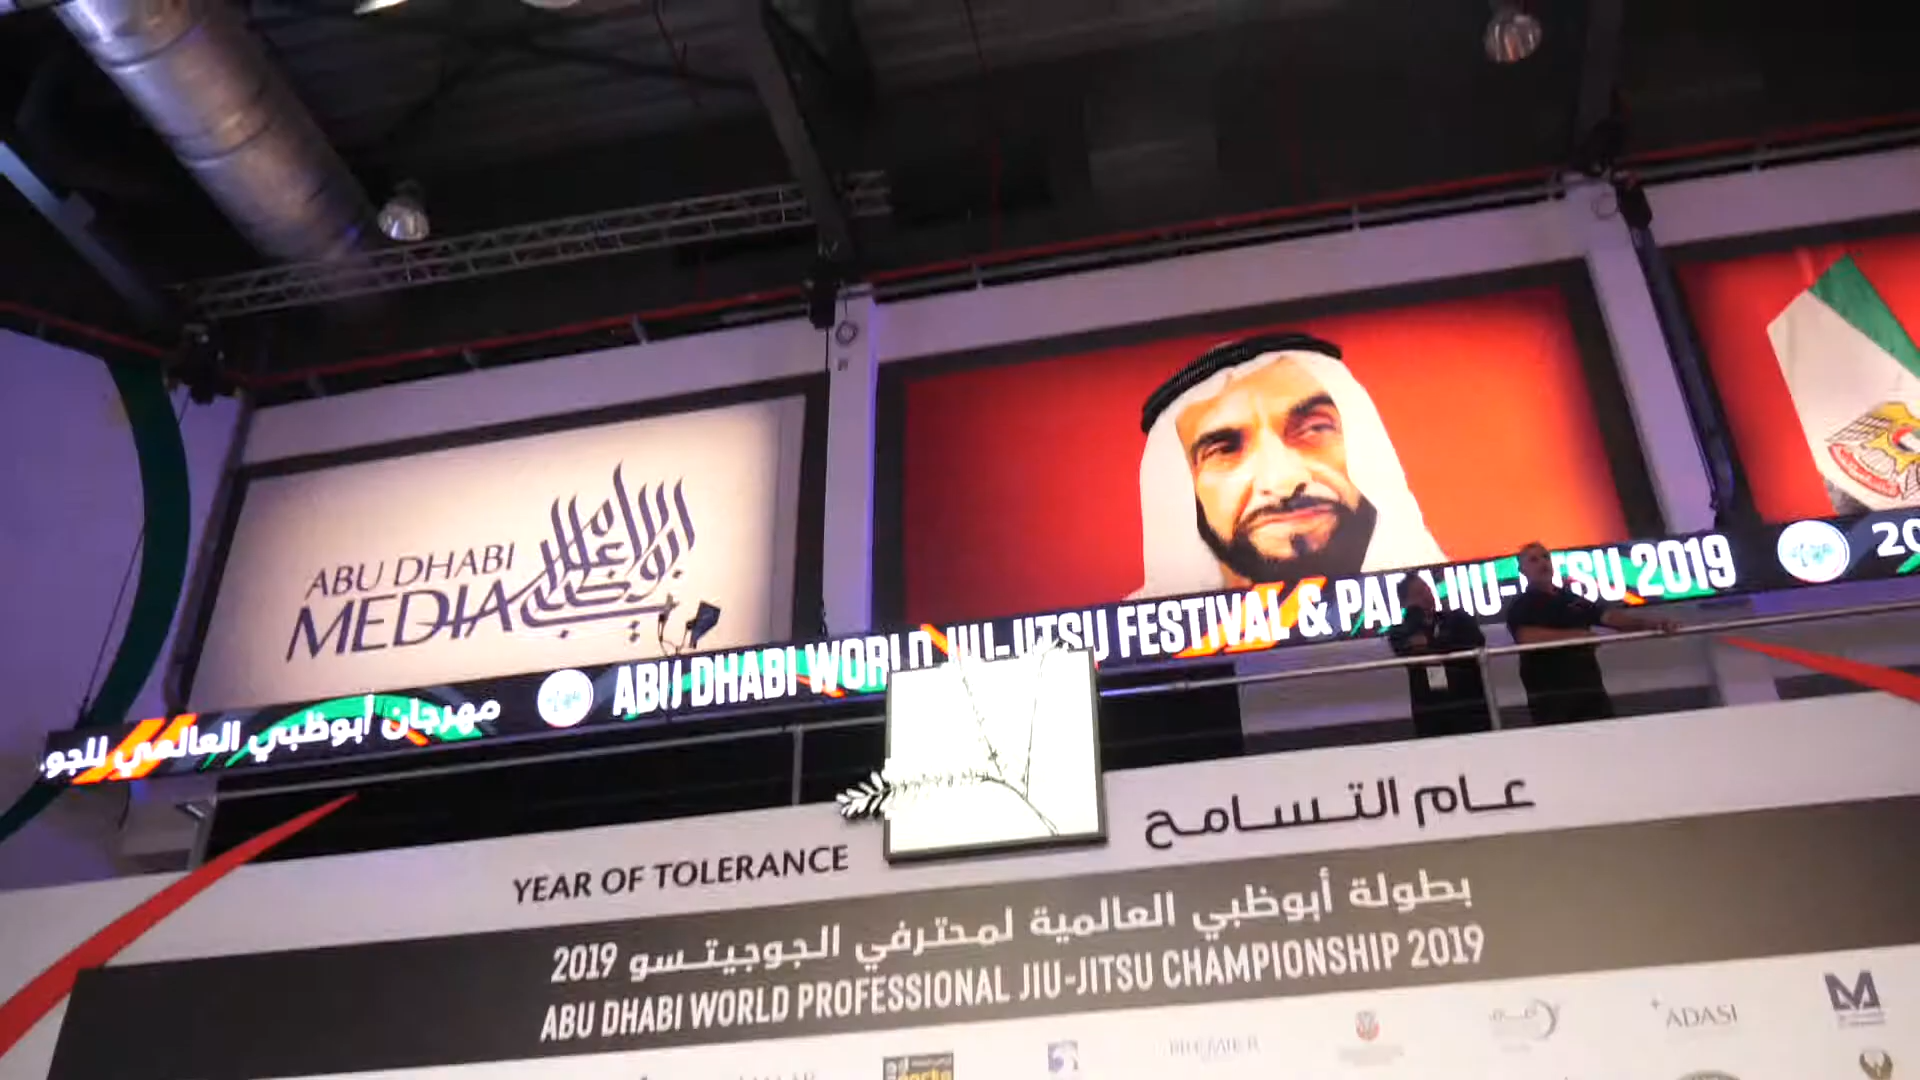 ABU DHABI
MEDIA
أبوظبي للإعلام
مهرجان أبوظبي العالمي للجو
ABU DHABI WORLD JIU-JITSU FESTIVAL & PARA JIU-JITSU 2019
YEAR OF TOLERANCE
عام التسامح
بطولة أبوظبي العالمية لمحترفي الجوجيتسو 2019
ABU DHABI WORLD PROFESSIONAL JIU-JITSU CHAMPIONSHIP 2019
PREMIER
ADASI